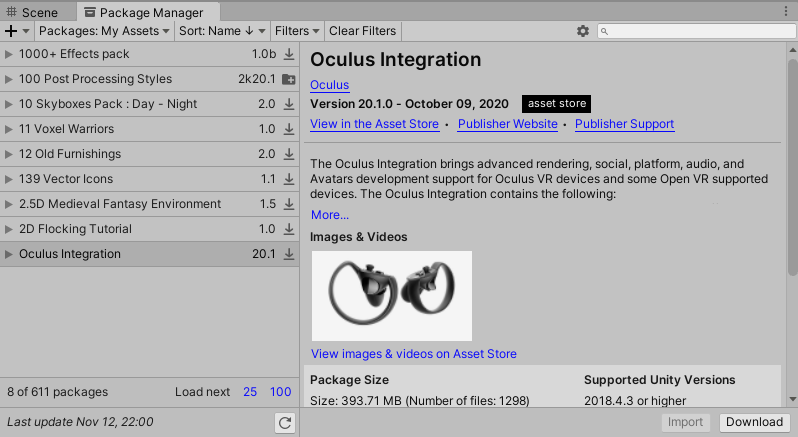 Scene
Package Manager
Packages: My Assets
Sort: Name ↓
Filters
Clear Filters
1000+ Effects pack 1.0b
100 Post Processing Styles 2k20.1
10 Skyboxes Pack : Day - Night 2.0
11 Voxel Warriors 1.0
12 Old Furnishings 2.0
139 Vector Icons 1.1
2.5D Medieval Fantasy Environment 1.5
2D Flocking Tutorial 1.0
Oculus Integration 20.1
8 of 611 packages Load next 25 100
Last update Nov 12, 22:00
Oculus Integration
Oculus
Version 20.1.0 - October 09, 2020 asset store
View in the Asset Store • Publisher Website • Publisher Support
The Oculus Integration brings advanced rendering, social, platform, audio, and
Avatars development support for Oculus VR devices and some Open VR supported
devices. The Oculus Integration contains the following:
More...
Images & Videos
View images & videos on Asset Store
Package Size
Size: 393.71 MB (Number of files: 1298)
Supported Unity Versions
2018.4.3 or higher
Import
Download